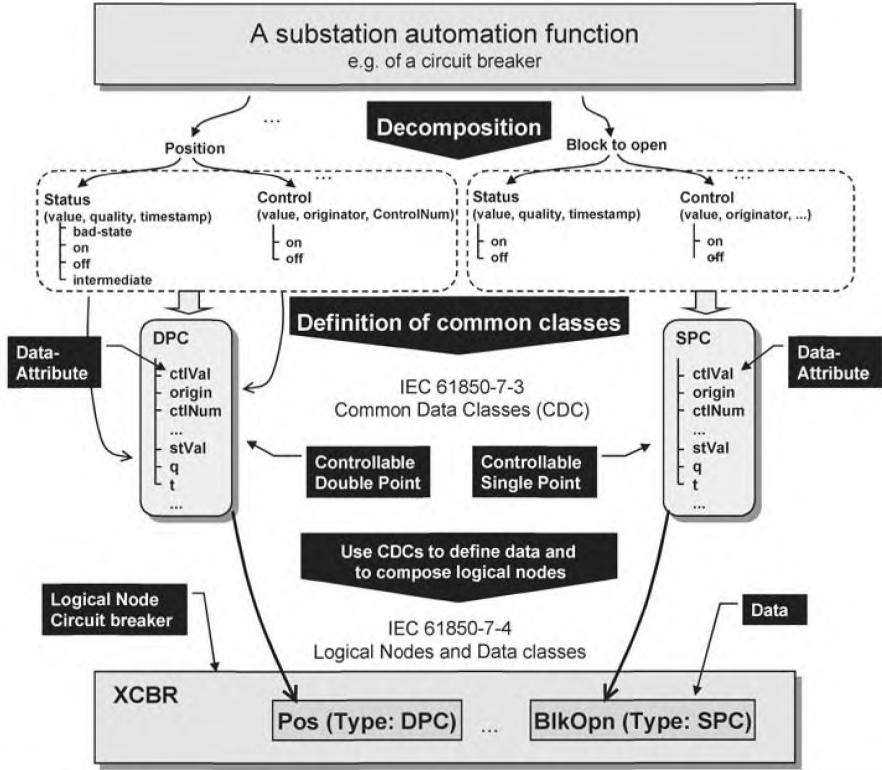 A substation automation function
e.g. of a circuit breaker
...
Decomposition
Position
Block to open
...
...
Status
(value, quality, timestamp)
bad-state
on
off
intermediate
Control
(value, originator, ControlNum)
on
off
Status
(value, quality, timestamp)
on
off
Control
(value, originator, ...)
on
off
Definition of common classes
DPC
ctlVal
origin
ctlNum
...
stVal
q
t
...
Data-
Attribute
IEC 61850-7-3
Common Data Classes (CDC)
SPC
ctlVal
origin
ctlNum
...
stVal
q
t
...
Data-
Attribute
Controllable
Double Point
Controllable
Single Point
Use CDCs to define data and
to compose logical nodes
Logical Node
Circuit breaker
Data
IEC 61850-7-4
Logical Nodes and Data classes
XCBR
Pos (Type: DPC)
...
BlkOpn (Type: SPC)